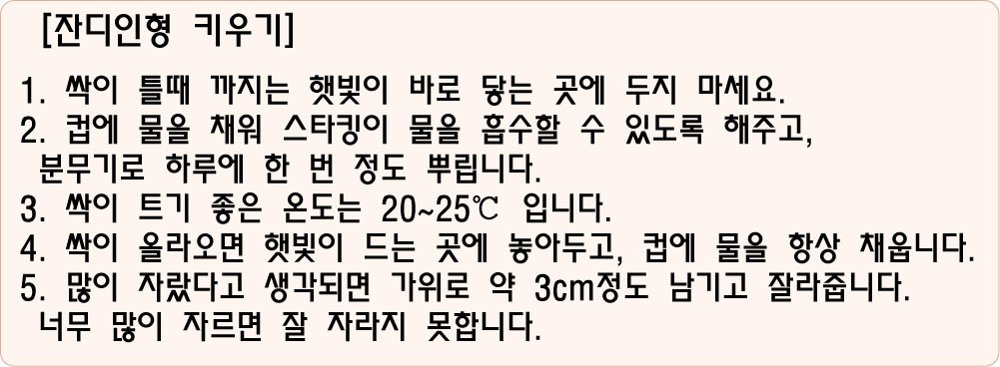 [잔디인형 키우기]
1. 싹이 틀때 까지는 햇빛이 바로 닿는 곳에 두지 마세요.
2. 컵에 물을 채워 스타킹이 물을 흡수할 수 있도록 해주고,
분무기로 하루에 한 번 정도 뿌립니다.
3. 싹이 트기 좋은 온도는 20~25℃ 입니다.
4. 싹이 올라오면 햇빛이 드는 곳에 놓아두고, 컵에 물을 항상 채웁니다.
5. 많이 자랐다고 생각되면 가위로 약 3cm정도 남기고 잘라줍니다.
너무 많이 자르면 잘 자라지 못합니다.